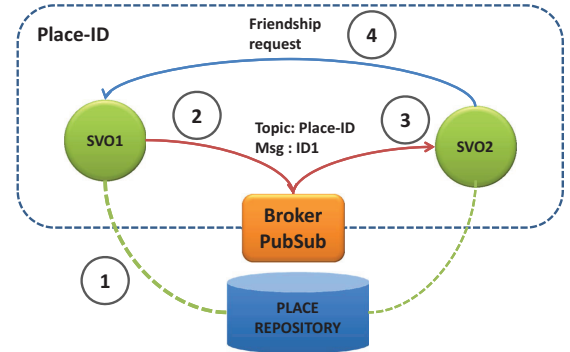 Place-ID
Friendship
request
4
2
3
SVO1
Topic: Place-ID
Msg : ID1
SVO2
Broker
PubSub
1
PLACE
REPOSITORY